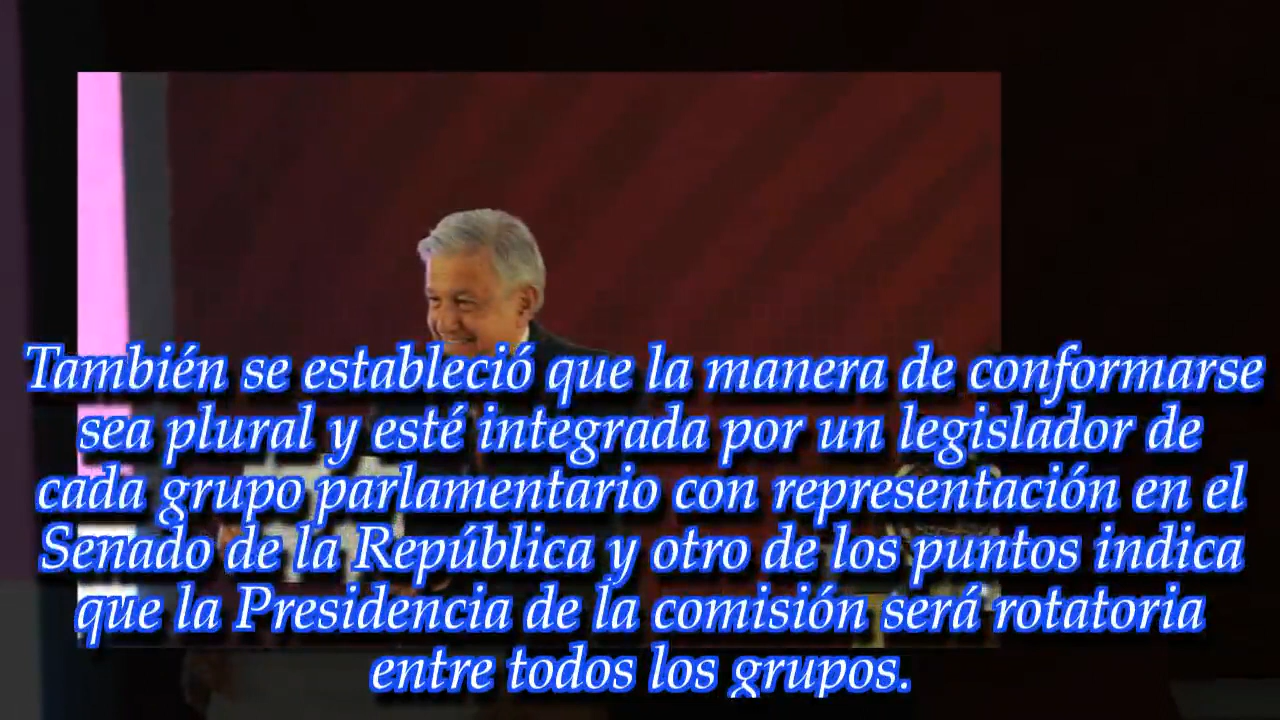 También se estableció que la manera de conformarse
sea plural y esté integrada por un legislador de
cada grupo parlamentario con representación en el
Senado de la República y otro de los puntos indica
que la Presidencia de la comisión será rotatoria
entre todos los grupos.